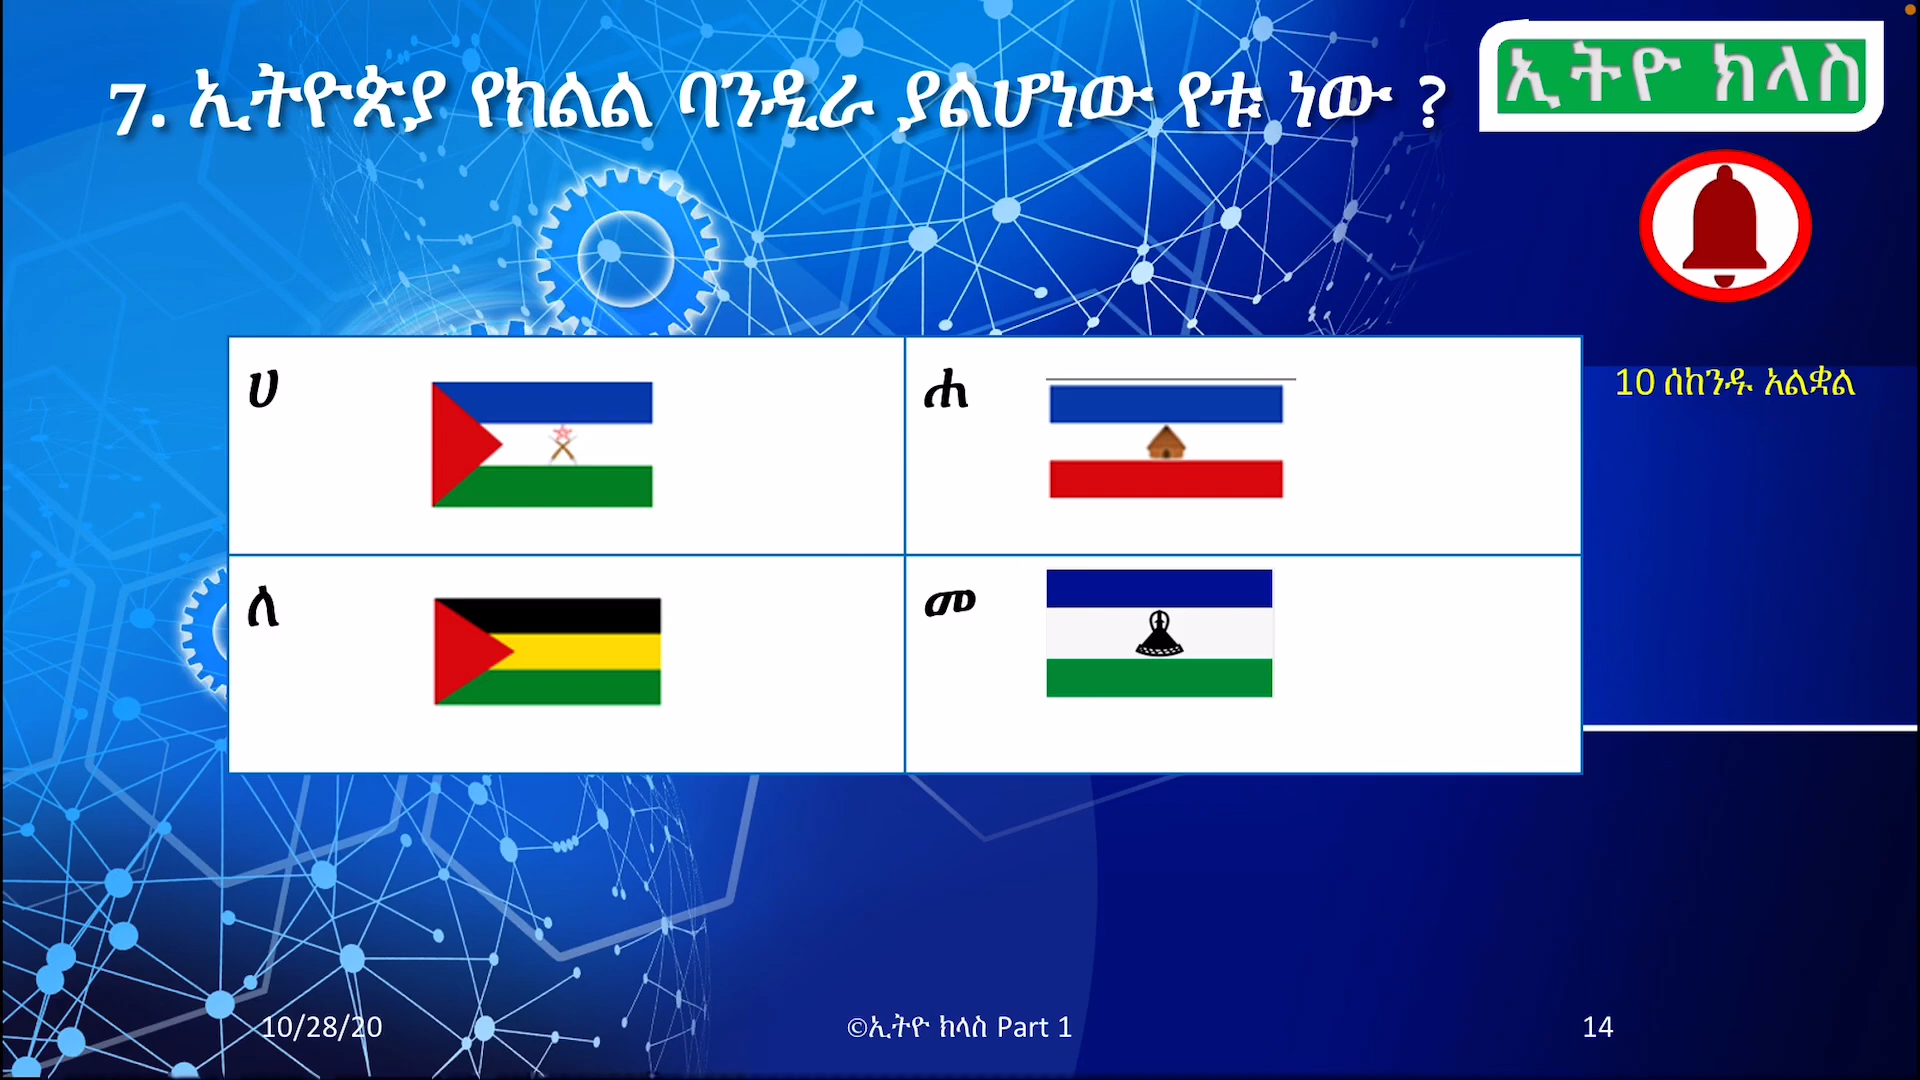 7. ኢትዮጵያ የክልል ባንዲራ ያልሆነው የቱ ነው ?
ኢትዮ ክላስ
10 ሰከንዱ አልቋል
ሀ
ሐ
ለ
መ
10/28/20
©ኢትዮ ክላስ Part 1
14